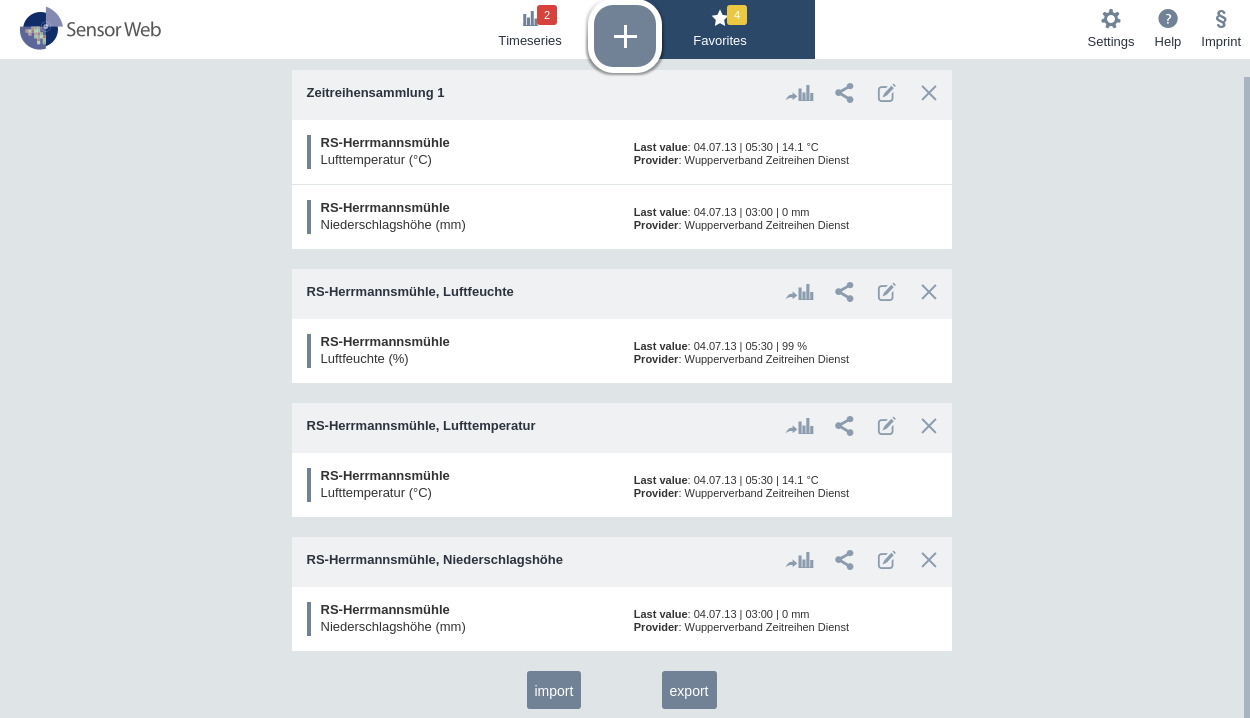 Sensor Web
2
Timeseries
4
Favorites
Settings
?
Help
§
Imprint
Zeitreihensammlung 1
RS-Herrmannsmühle
Lufttemperatur (°C)
Last value: 04.07.13 | 05:30 | 14.1 °C
Provider: Wupperverband Zeitreihen Dienst
RS-Herrmannsmühle
Niederschlagshöhe (mm)
Last value: 04.07.13 | 03:00 | 0 mm
Provider: Wupperverband Zeitreihen Dienst
RS-Herrmannsmühle, Luftfeuchte
RS-Herrmannsmühle
Luftfeuchte (%)
Last value: 04.07.13 | 05:30 | 99 %
Provider: Wupperverband Zeitreihen Dienst
RS-Herrmannsmühle, Lufttemperatur
RS-Herrmannsmühle
Lufttemperatur (°C)
Last value: 04.07.13 | 05:30 | 14.1 °C
Provider: Wupperverband Zeitreihen Dienst
RS-Herrmannsmühle, Niederschlagshöhe
RS-Herrmannsmühle
Niederschlagshöhe (mm)
Last value: 04.07.13 | 03:00 | 0 mm
Provider: Wupperverband Zeitreihen Dienst
import
export